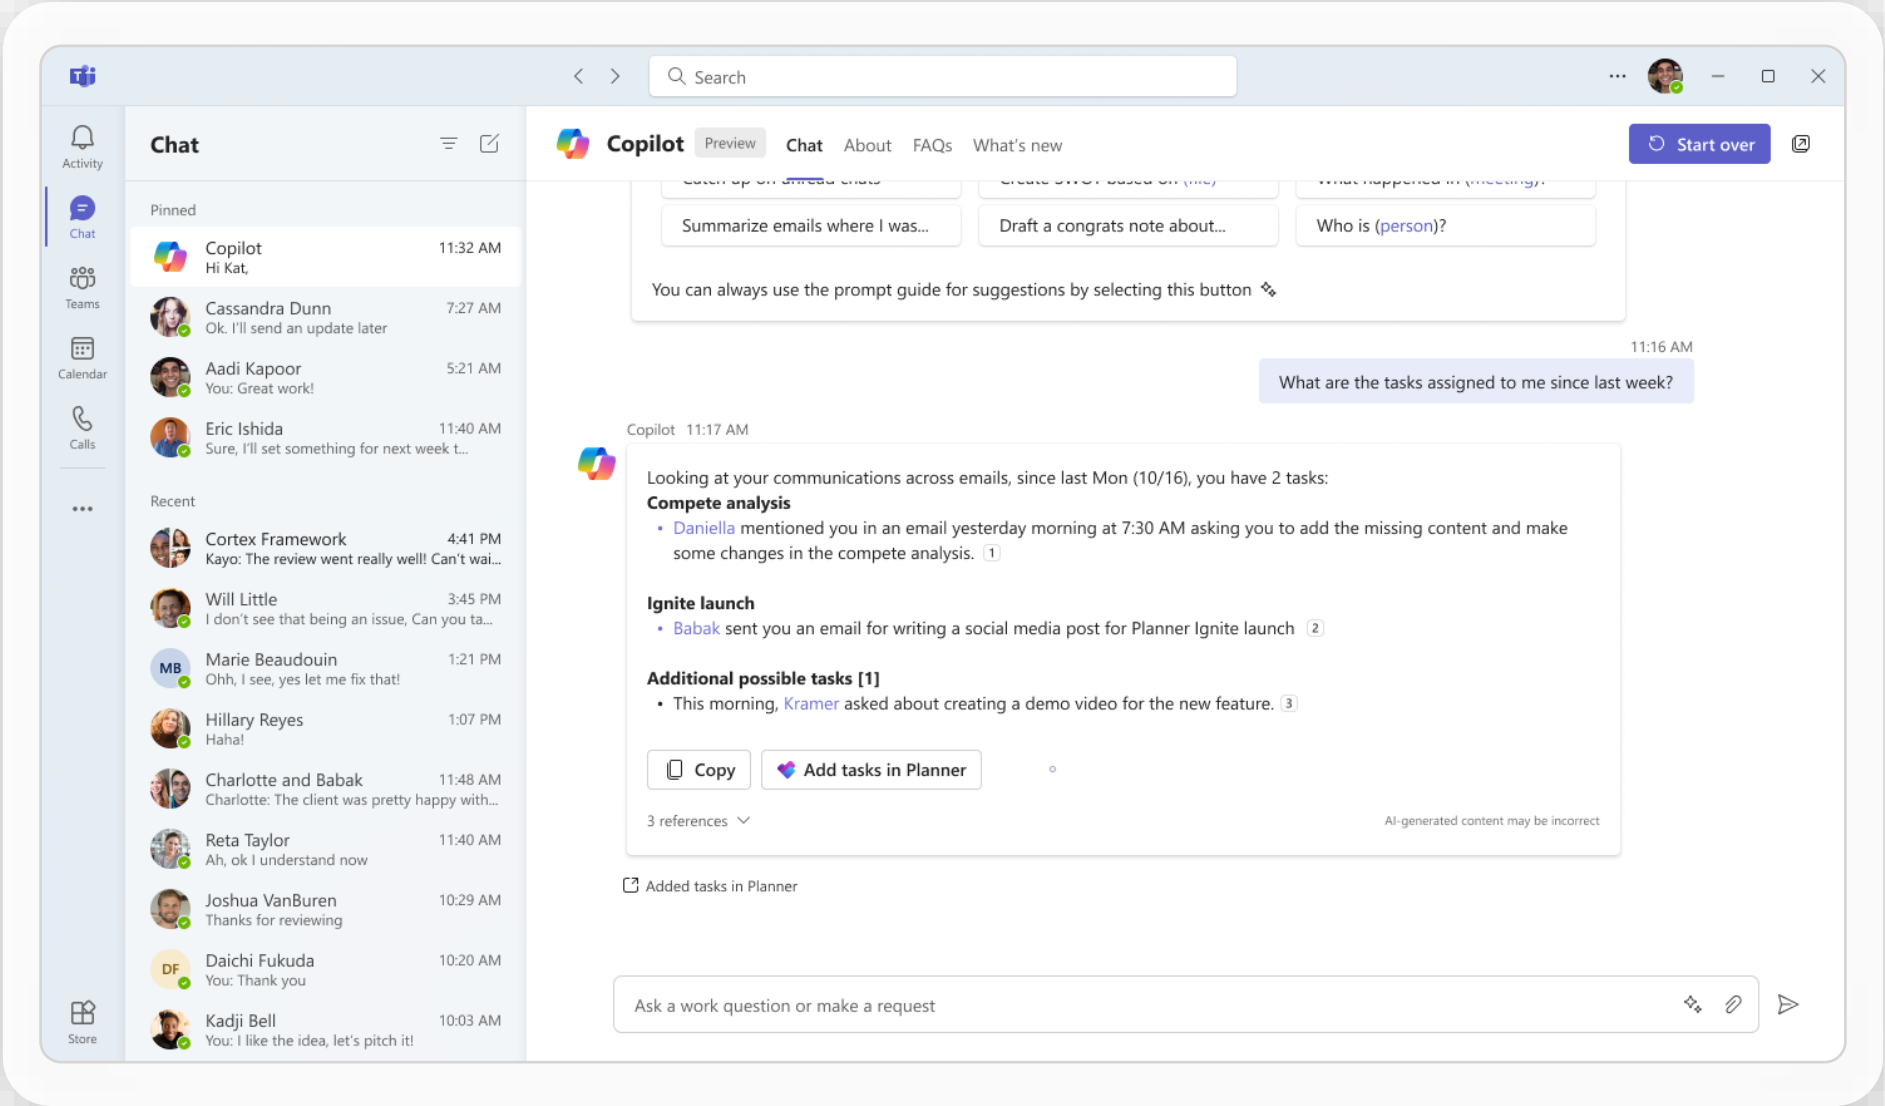 Search
Activity
Chat
Teams
Calendar
Calls
Store
Chat
Pinned
Copilot 11:32 AM
Hi Kat,
Cassandra Dunn 7:27 AM
Ok. I'll send an update later
Aadi Kapoor 5:21 AM
You: Great work!
Eric Ishida 11:40 AM
Sure, I'll set something for next week t...
Recent
Cortex Framework 4:41 PM
Kayo: The review went really well! Can't wai...
Will Little 3:45 PM
I don't see that being an issue, Can you ta...
MB
Marie Beaudouin 1:21 PM
Ohh, I see, yes let me fix that!
Hillary Reyes 1:07 PM
Haha!
Charlotte and Babak 11:48 AM
Charlotte: The client was pretty happy with...
Reta Taylor 11:40 AM
Ah, ok I understand now
Joshua VanBuren 10:29 AM
Thanks for reviewing
DF
Daichi Fukuda 10:20 AM
You: Thank you
Kadji Bell 10:03 AM
You: I like the idea, let's pitch it!
Copilot Preview Chat About FAQs What's new Start over
Catch up on unread chats Create SWOT based on (file) What happened in (meeting)?
Summarize emails where I was... Draft a congrats note about... Who is (person)?
You can always use the prompt guide for suggestions by selecting this button
11:16 AM
What are the tasks assigned to me since last week?
Copilot 11:17 AM
Looking at your communications across emails, since last Mon (10/16), you have 2 tasks:
Compete analysis
• Daniella mentioned you in an email yesterday morning at 7:30 AM asking you to add the missing content and make
some changes in the compete analysis. 1
Ignite launch
• Babak sent you an email for writing a social media post for Planner Ignite launch 2
Additional possible tasks [1]
• This morning, Kramer asked about creating a demo video for the new feature. 3
Copy Add tasks in Planner
3 references AI-generated content may be incorrect
Added tasks in Planner
Ask a work question or make a request